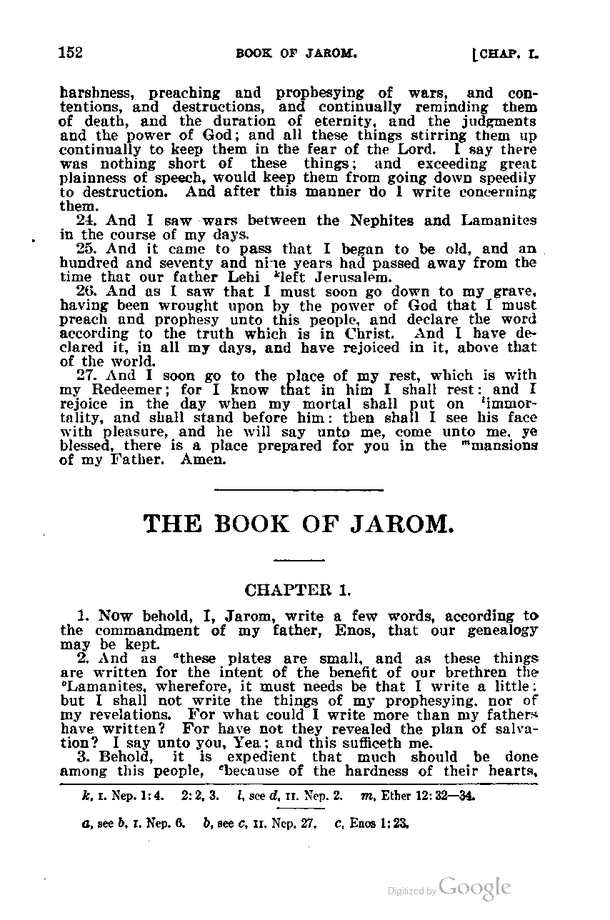 152 BOOK OF JAROM. [CHAP. I.
harshness, preaching and prophesying of wars, and con-
tentions, and destructions, and continually reminding them
of death, and the duration of eternity, and the judgments
and the power of God; and all these things stirring them up
continually to keep them in the fear of the Lord. I say there
was nothing short of these things; and exceeding great
plainness of speech, would keep them from going down speedily
to destruction. And after this manner do I write concerning
them.
24. And I saw wars between the Nephites and Lamanites
in the course of my days.
25. And it came to pass that I began to be old, and an
hundred and seventy and nine years had passed away from the
time that our father Lehi ᵏleft Jerusalem.
26. And as I saw that I must soon go down to my grave,
having been wrought upon by the power of God that I must
preach and prophesy unto this people, and declare the word
according to the truth which is in Christ. And I have de-
clared it, in all my days, and have rejoiced in it, above that
of the world.
27. And I soon go to the place of my rest, which is with
my Redeemer; for I know that in him I shall rest: and I
rejoice in the day when my mortal shall put on ˡimmor-
tality, and shall stand before him: then shall I see his face
with pleasure, and he will say unto me, come unto me, ye
blessed, there is a place prepared for you in the ᵐmansions
of my Father. Amen.
THE BOOK OF JAROM.
CHAPTER 1.
1. Now behold, I, Jarom, write a few words, according to
the commandment of my father, Enos, that our genealogy
may be kept.
2. And as ᵃthese plates are small, and as these things
are written for the intent of the benefit of our brethren the
ᵇLamanites, wherefore, it must needs be that I write a little;
but I shall not write the things of my prophesying, nor of
my revelations. For what could I write more than my fathers
have written? For have not they revealed the plan of salva-
tion? I say unto you, Yea; and this sufficeth me.
3. Behold, it is expedient that much should be done
among this people, ᶜbecause of the hardness of their hearts,
k, I. Nep. 1:4. 2:2, 3. l, see d, II. Nep. 2. m, Ether 12:32—34.
a, see b, I. Nep. 6. b, see c, II. Nep. 27. c, Enos 1:23.
Digitized by Google